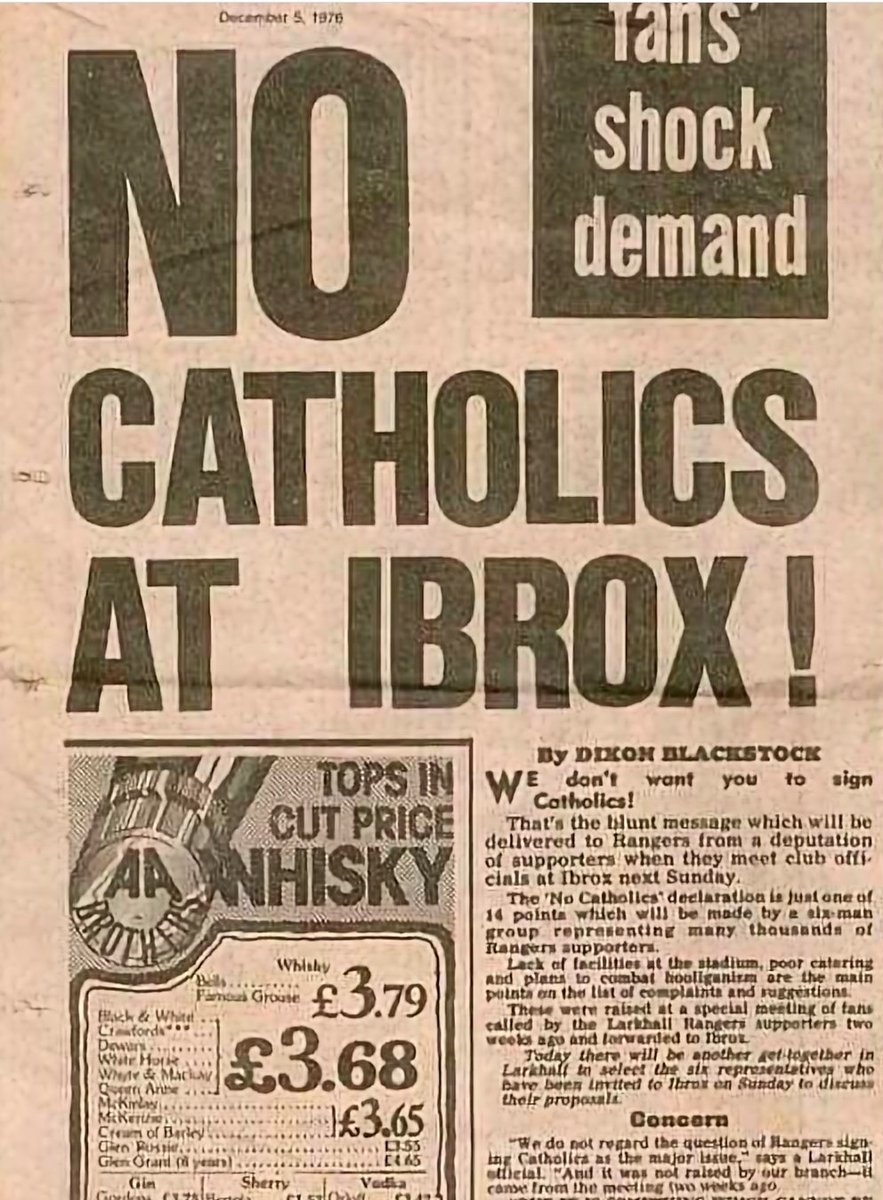 December 5, 1976
fans'
shock
demand
NO
CATHOLICS
AT IBROX!
TOPS IN
CUT PRICE
WHISKY
AA
BROTHERS
Whisky
Bells
Famous Grouse £3.79
Black & White
Crawfords***
Dewars
White Horse
Whyte & Mackay
Queen Anne
£3.68
McKinlay
McKenzie
Cream of Barley
£3.65
Glen Rossie £3.55
Glen Grant (8 years) £4.65
Gin Sherry Vodka
By DIXON BLACKSTOCK
WE don't want you to sign
Catholics!
That's the blunt message which will be
delivered to Rangers from a deputation
of supporters when they meet club offi-
cials at Ibrox next Sunday.
The 'No Catholics' declaration is just one of
14 points which will be made by a six-man
group representing many thousands of
Rangers supporters.
Lack of facilities at the stadium, poor catering
and plans to combat hooliganism are the main
points on the list of complaints and suggestions.
These were raised at a special meeting of fans
called by the Larkhall Rangers supporters two
weeks ago and forwarded to Ibrox.
Today there will be another get-together in
Larkhall to select the six representatives who
have been invited to Ibrox on Sunday to discuss
their proposals.
Concern
"We do not regard the question of Rangers sign-
ing Catholics as the major issue," says a Larkhall
official. "And it was not raised by our branch—it
came from the meeting two weeks ago.